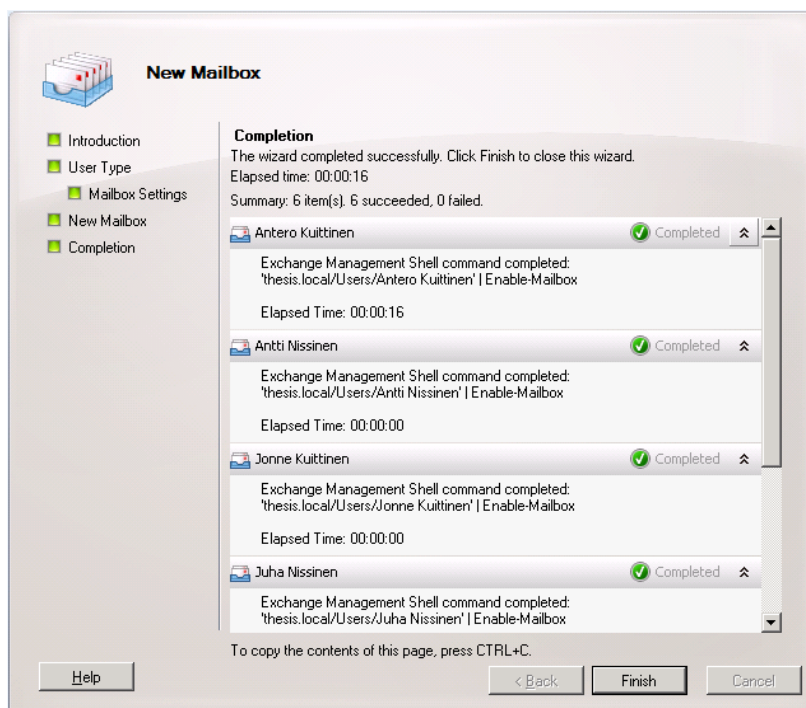 New Mailbox
Introduction
User Type
Mailbox Settings
New Mailbox
Completion
Completion
The wizard completed successfully. Click Finish to close this wizard.
Elapsed time: 00:00:16
Summary: 6 item(s). 6 succeeded, 0 failed.
Antero Kuittinen Completed
Exchange Management Shell command completed:
'thesis.local/Users/Antero Kuittinen' | Enable-Mailbox
Elapsed Time: 00:00:16
Antti Nissinen Completed
Exchange Management Shell command completed:
'thesis.local/Users/Antti Nissinen' | Enable-Mailbox
Elapsed Time: 00:00:00
Jonne Kuittinen Completed
Exchange Management Shell command completed:
'thesis.local/Users/Jonne Kuittinen' | Enable-Mailbox
Elapsed Time: 00:00:00
Juha Nissinen Completed
Exchange Management Shell command completed:
'thesis.local/Users/Juha Nissinen' | Enable-Mailbox
To copy the contents of this page, press CTRL+C.
Help < Back Finish Cancel